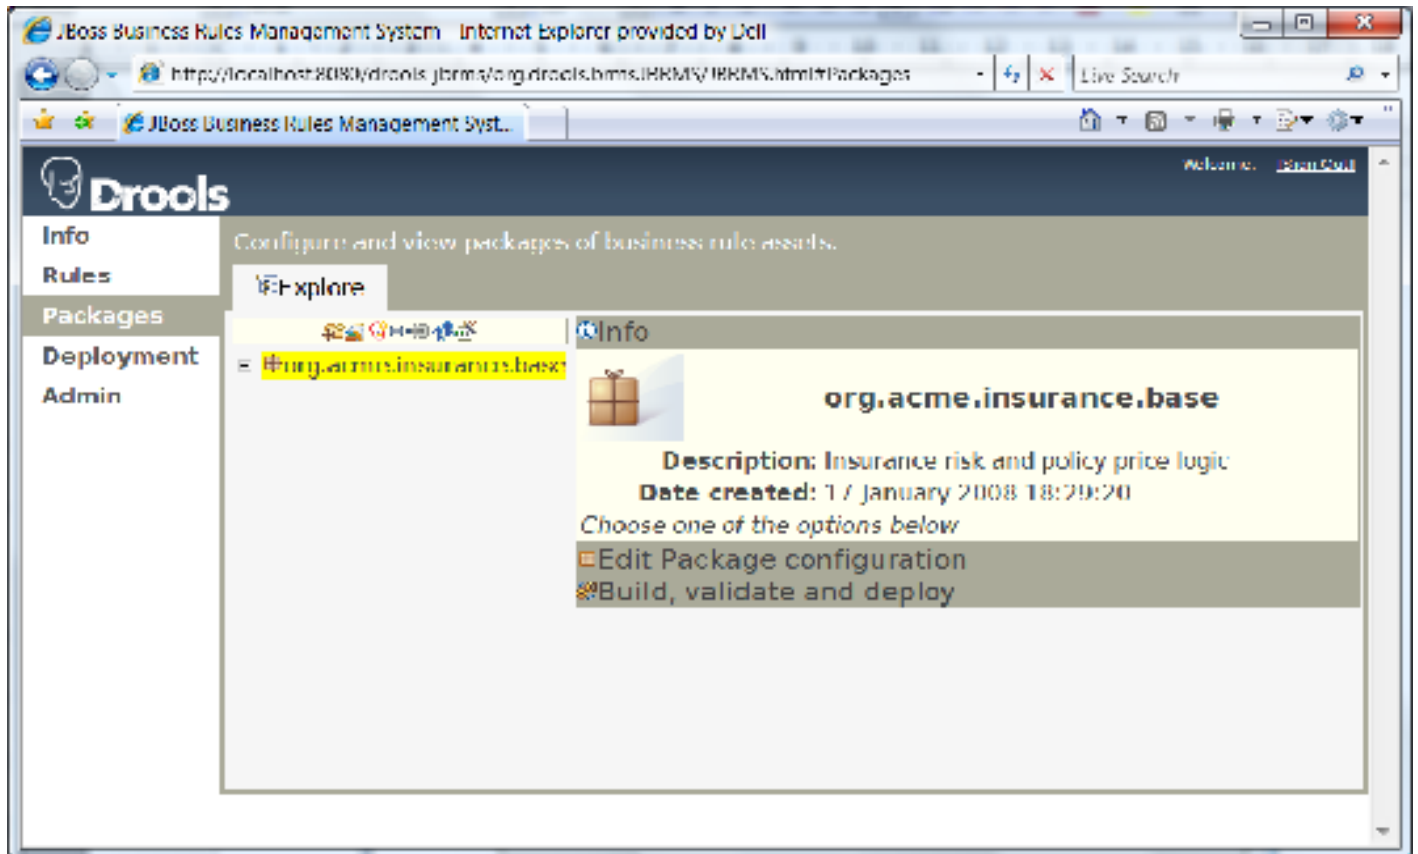 JBoss Business Rules Management System Internet Explorer provided by Dell
http://localhost:8080/drools-jbrms/org.drools.brms.JBRMS/JBRMS.html#Packages
Live Search
JBoss Business Rules Management Syst...
Welcome:
Drools
Info
Rules
Packages
Deployment
Admin
Configure and view packages of business rule assets.
Explore
org.acme.insurance.base
Info
org.acme.insurance.base
Description: Insurance risk and policy price logic
Date created: 17 January 2008 18:29:20
Choose one of the options below
Edit Package configuration
Build, validate and deploy